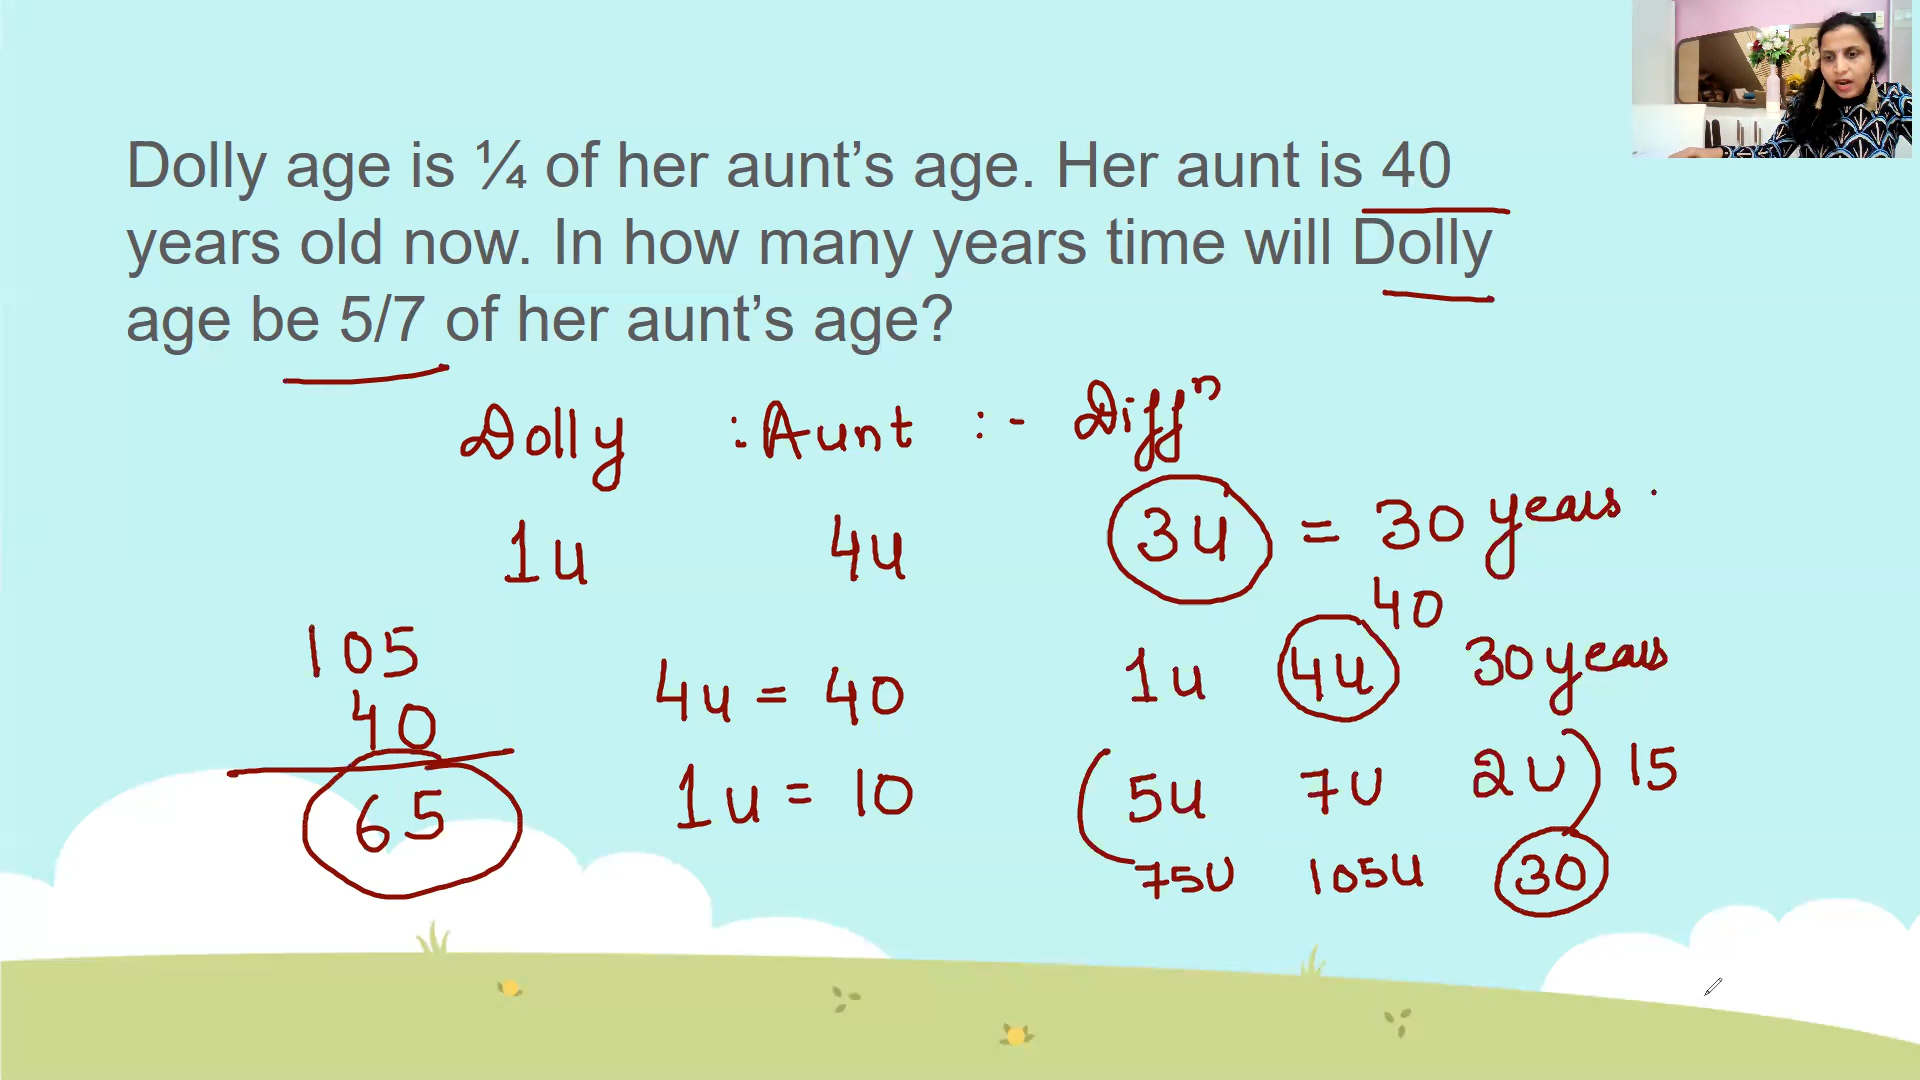 Dolly age is ¼ of her aunt’s age. Her aunt is 40
years old now. In how many years time will Dolly
age be 5/7 of her aunt’s age?
Dolly : Aunt :- Diffⁿ
1u 4u 3u = 30 years .
40
105 4u = 40 1u 4u 30 years
40
65 1u = 10 5u 7u 2u 15
75u 105u 30